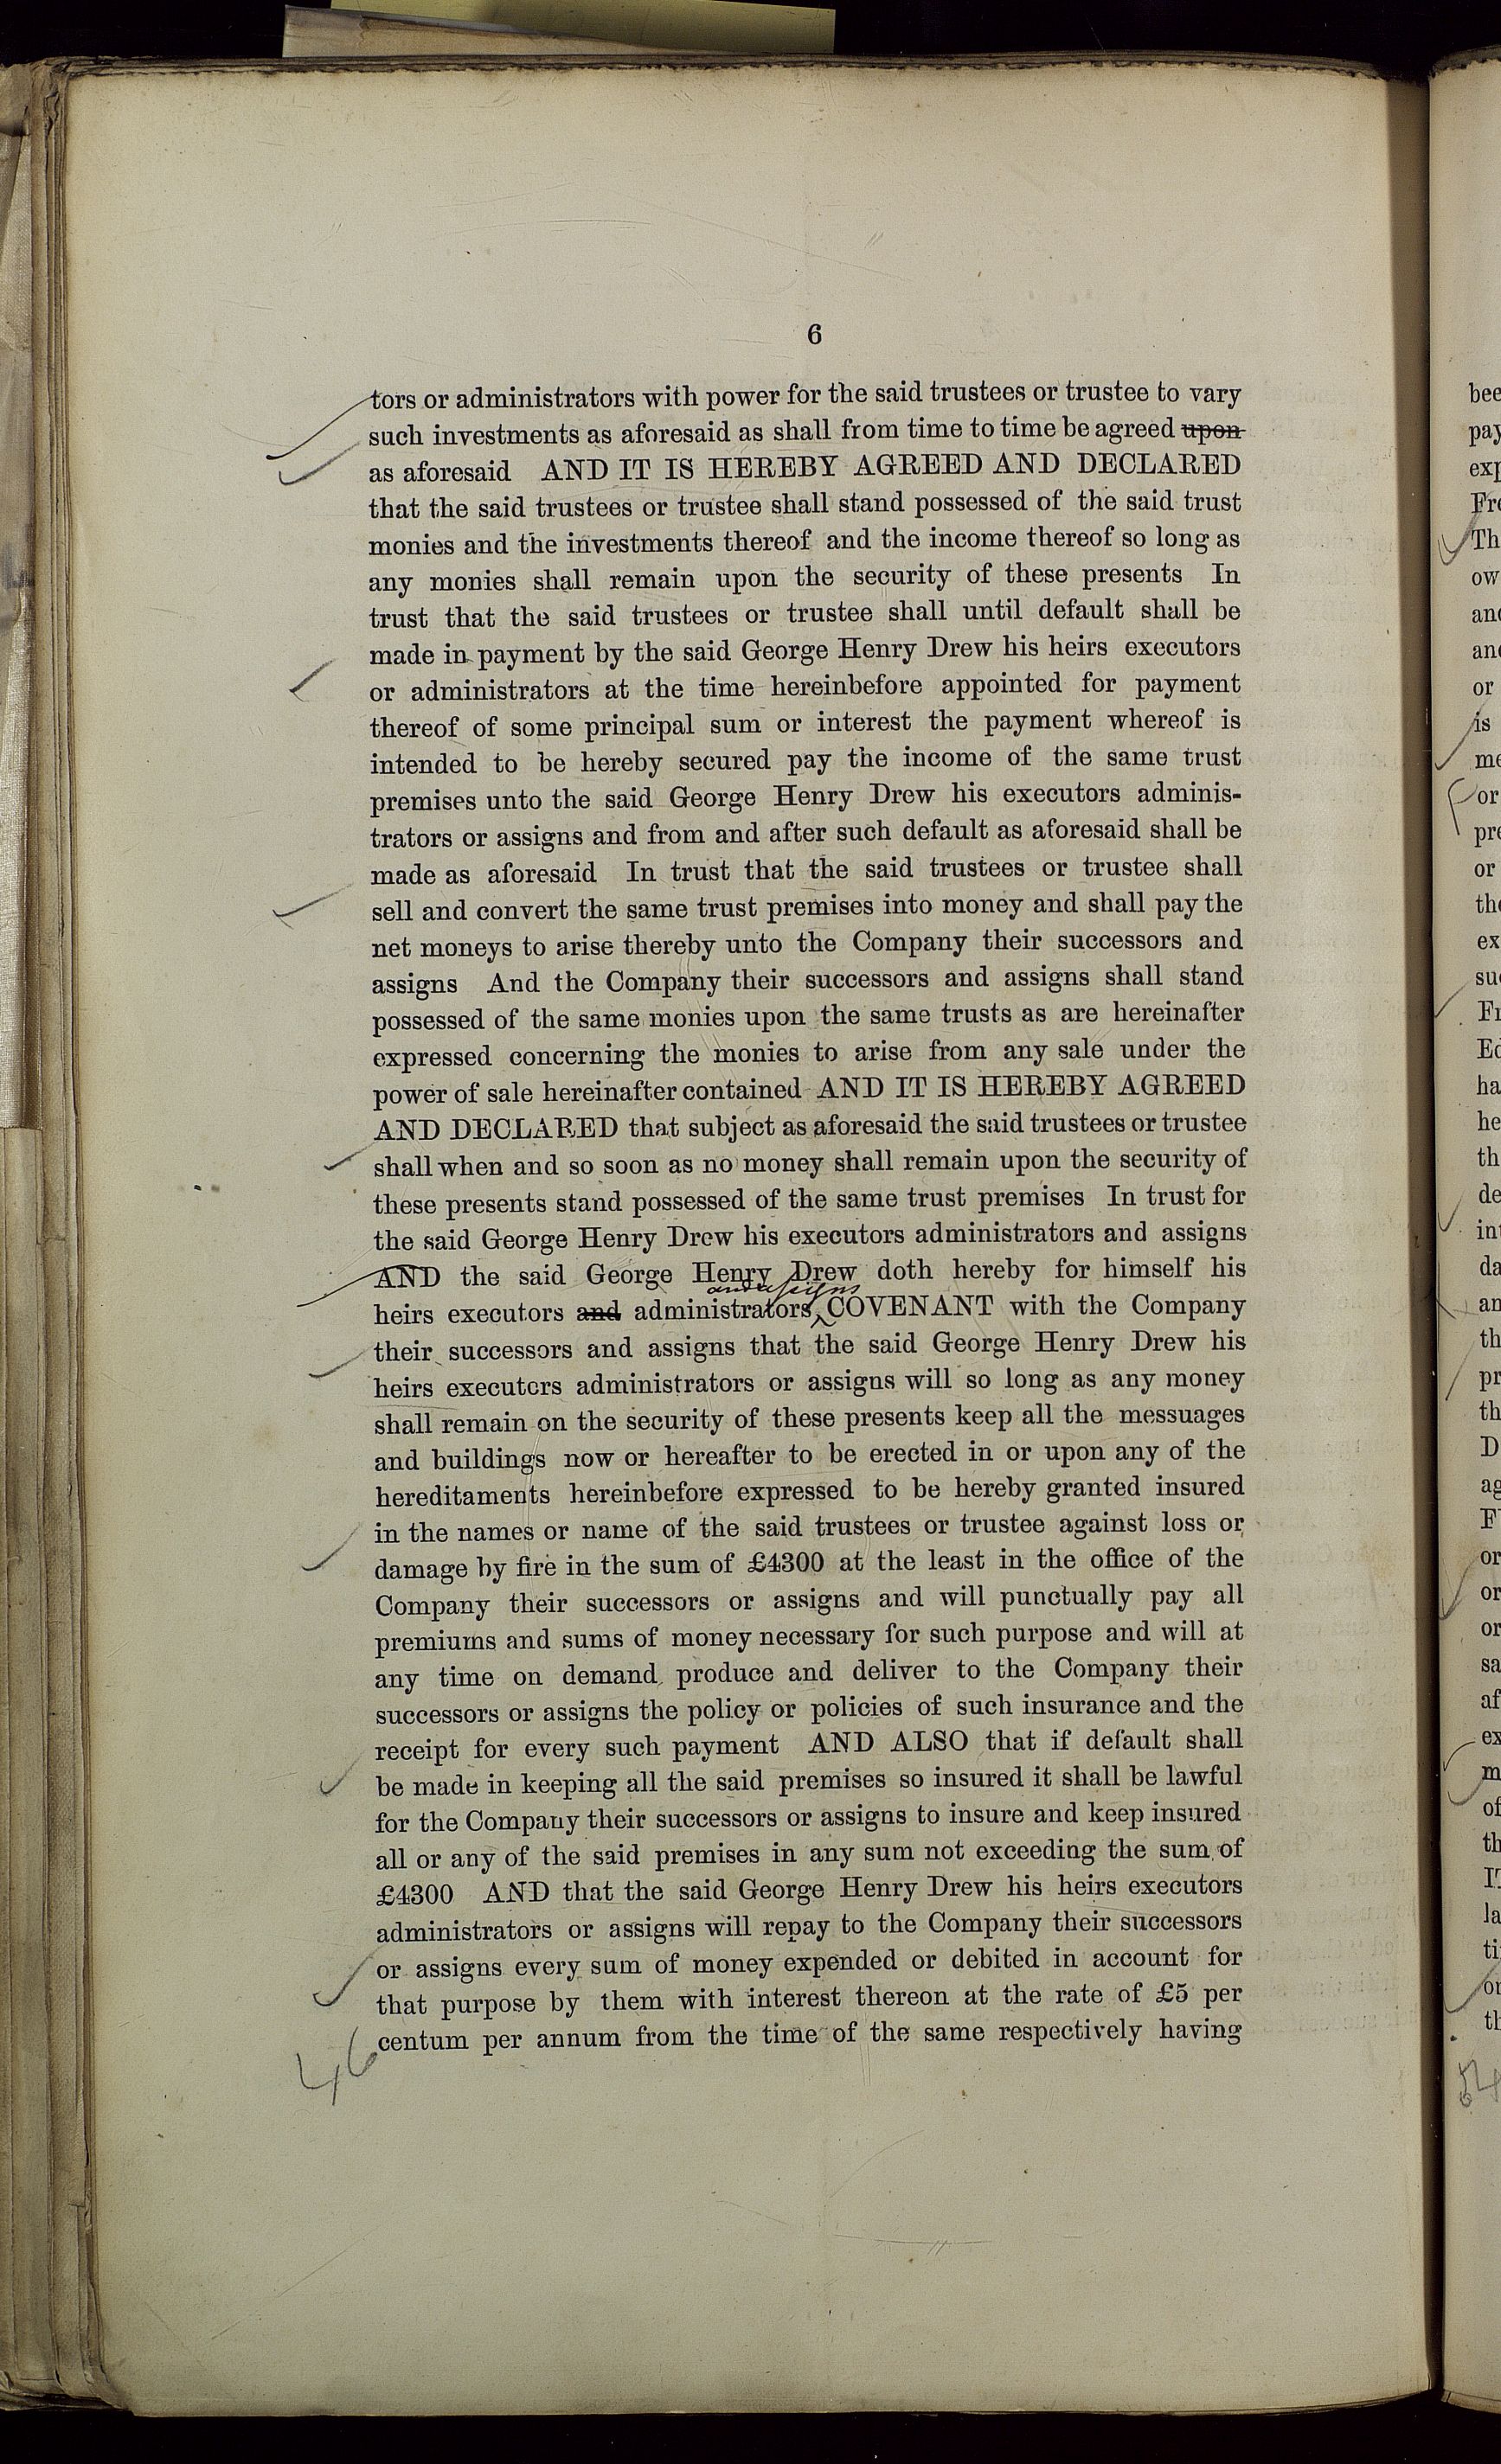 6
tors or administrators with power for the said trustees or trustee to vary
such investments as aforesaid as shall from time to time be agreed upon
as aforesaid AND IT IS HEREBY AGREED AND DECLARED
that the said trustees or trustee shall stand possessed of the said trust
monies and the investments thereof and the income thereof so long as
any monies shall remain upon the security of these presents In
trust that the said trustees or trustee shall until default shall be
made in payment by the said George Henry Drew his heirs executors
or administrators at the time hereinbefore appointed for payment
thereof of some principal sum or interest the payment whereof is
intended to be hereby secured pay the income of the same trust
premises unto the said George Henry Drew his executors adminis-
trators or assigns and from and after such default as aforesaid shall be
made as aforesaid In trust that the said trustees or trustee shall
sell and convert the same trust premises into money and shall pay the
net moneys to arise thereby unto the Company their successors and
assigns And the Company their successors and assigns shall stand
possessed of the same monies upon the same trusts as are hereinafter
expressed concerning the monies to arise from any sale under the
power of sale hereinafter contained AND IT IS HEREBY AGREED
AND DECLARED that subject as aforesaid the said trustees or trustee
shall when and so soon as no money shall remain upon the security of
these presents stand possessed of the same trust premises In trust for
the said George Henry Drew his executors administrators and assigns
AND the said George Henry Drew doth hereby for himself his
and assigns
heirs executors and administrators COVENANT with the Company
their successors and assigns that the said George Henry Drew his
heirs executors administrators or assigns will so long as any money
shall remain on the security of these presents keep all the messuages
and buildings now or hereafter to be erected in or upon any of the
hereditaments hereinbefore expressed to be hereby granted insured
in the names or name of the said trustees or trustee against loss or
damage by fire in the sum of £4300 at the least in the office of the
Company their successors or assigns and will punctually pay all
premiums and sums of money necessary for such purpose and will at
any time on demand produce and deliver to the Company their
successors or assigns the policy or policies of such insurance and the
receipt for every such payment AND ALSO that if default shall
be made in keeping all the said premises so insured it shall be lawful
for the Company their successors or assigns to insure and keep insured
all or any of the said premises in any sum not exceeding the sum of
£4300 AND that the said George Henry Drew his heirs executors
administrators or assigns will repay to the Company their successors
or assigns every sum of money expended or debited in account for
that purpose by them with interest thereon at the rate of £5 per
centum per annum from the time of the same respectively having
46